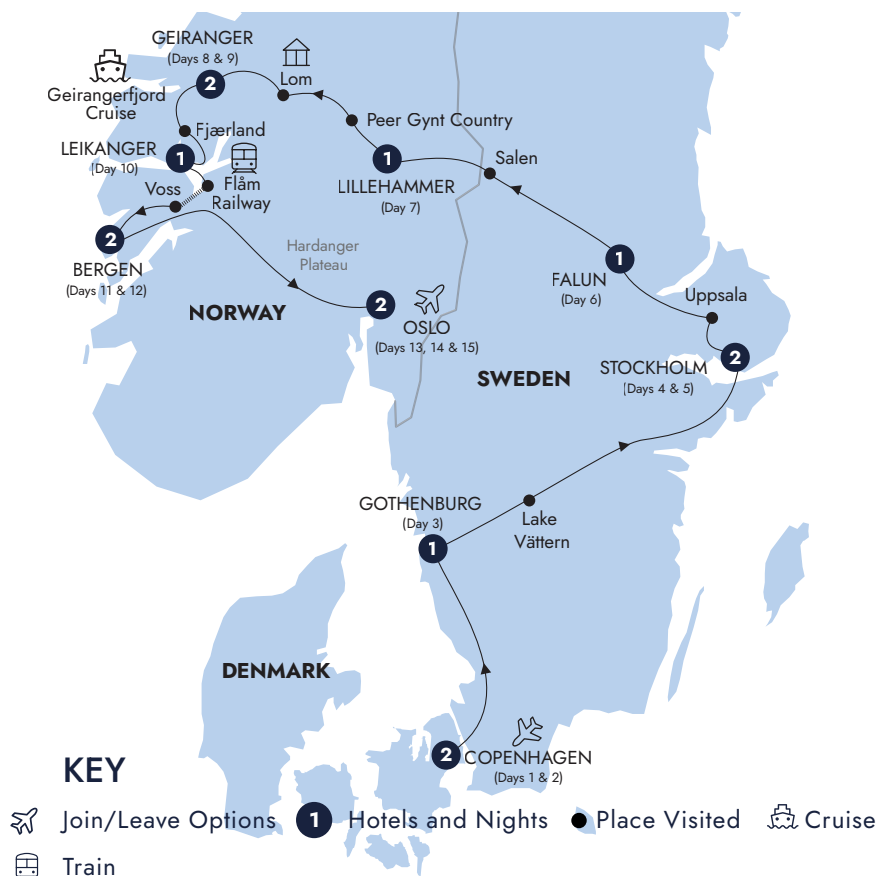 GEIRANGER
(Days 8 & 9)
2
Geirangerfjord
Cruise
Lom
Peer Gynt Country
Fjærland
LEIKANGER
(Day 10)
1
Flåm
Railway
Voss
1
LILLEHAMMER
(Day 7)
Salen
2
BERGEN
(Days 11 & 12)
Hardanger
Plateau
NORWAY
2
OSLO
(Days 13, 14 & 15)
1
FALUN
(Day 6)
Uppsala
2
STOCKHOLM
(Days 4 & 5)
SWEDEN
GOTHENBURG
(Day 3)
1
Lake
Vättern
DENMARK
2
COPENHAGEN
(Days 1 & 2)
KEY
Join/Leave Options
1
Hotels and Nights
Place Visited
Cruise
Train